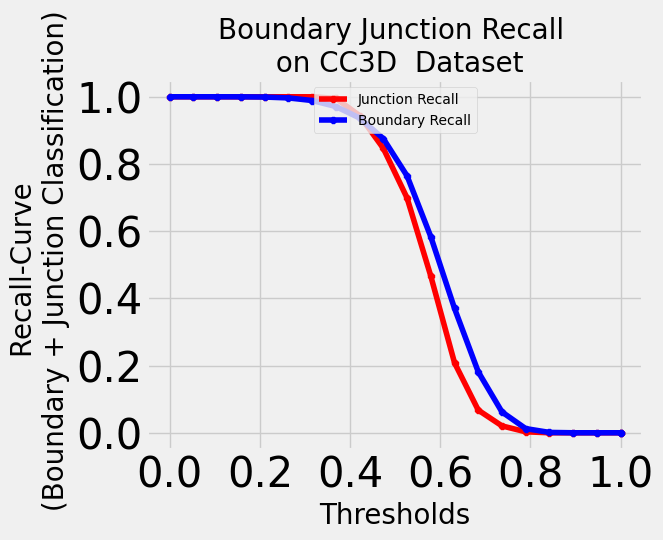 Boundary Junction Recall
on CC3D  Dataset
Junction Recall
Boundary Recall
Recall-Curve
(Boundary + Junction Classification)
1.0
0.8
0.6
0.4
0.2
0.0
0.0 0.2 0.4 0.6 0.8 1.0
Thresholds